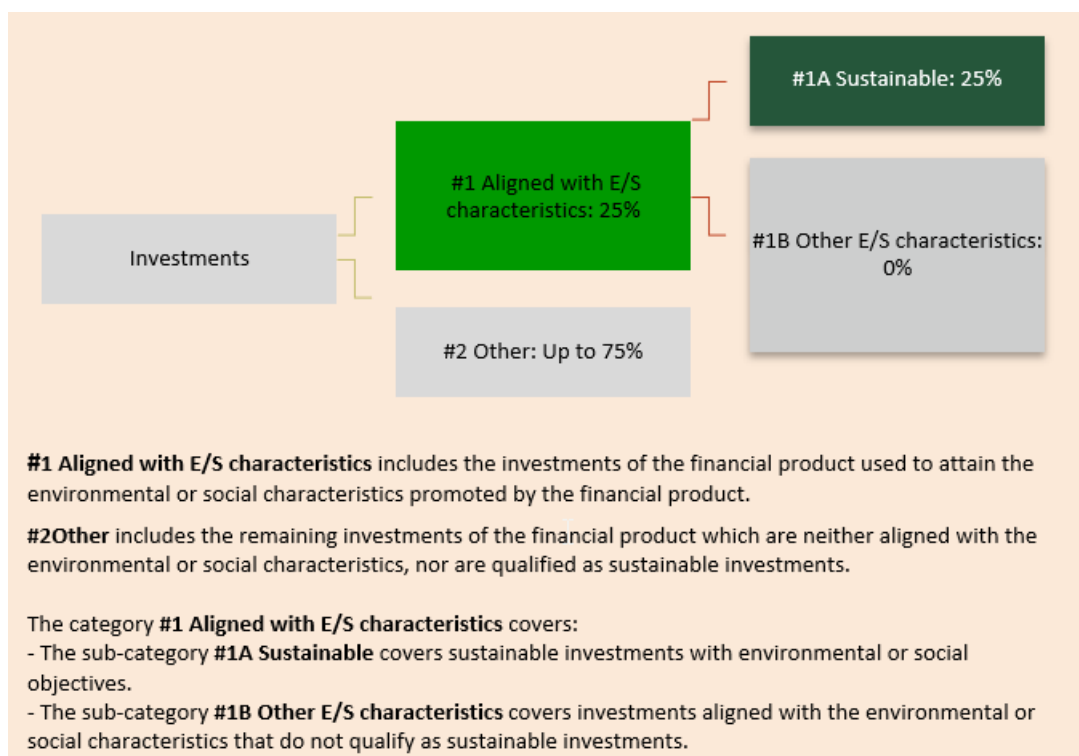 #1A Sustainable: 25%
#1 Aligned with E/S
characteristics: 25%
Investments
#1B Other E/S characteristics:
0%
#2 Other: Up to 75%
#1 Aligned with E/S characteristics includes the investments of the financial product used to attain the
environmental or social characteristics promoted by the financial product.
#2Other includes the remaining investments of the financial product which are neither aligned with the
environmental or social characteristics, nor are qualified as sustainable investments.
The category #1 Aligned with E/S characteristics covers:
- The sub-category #1A Sustainable covers sustainable investments with environmental or social
objectives.
- The sub-category #1B Other E/S characteristics covers investments aligned with the environmental or
social characteristics that do not qualify as sustainable investments.